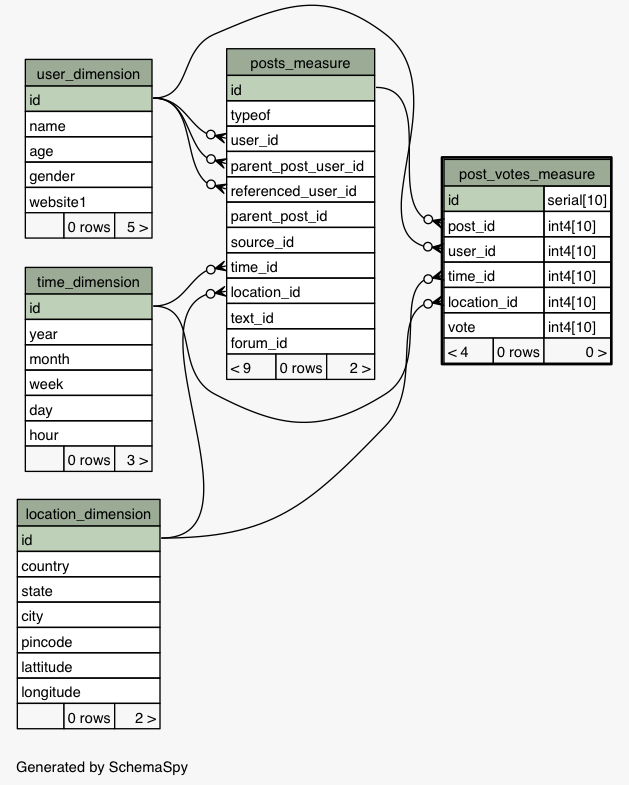 user_dimension
id
name
age
gender
website1
0 rows 5 >
posts_measure
id
typeof
user_id
parent_post_user_id
referenced_user_id
parent_post_id
source_id
time_id
location_id
text_id
forum_id
< 9 0 rows 2 >
post_votes_measure
id serial[10]
post_id int4[10]
user_id int4[10]
time_id int4[10]
location_id int4[10]
vote int4[10]
< 4 0 rows 0 >
time_dimension
id
year
month
week
day
hour
0 rows 3 >
location_dimension
id
country
state
city
pincode
lattitude
longitude
0 rows 2 >
Generated by SchemaSpy